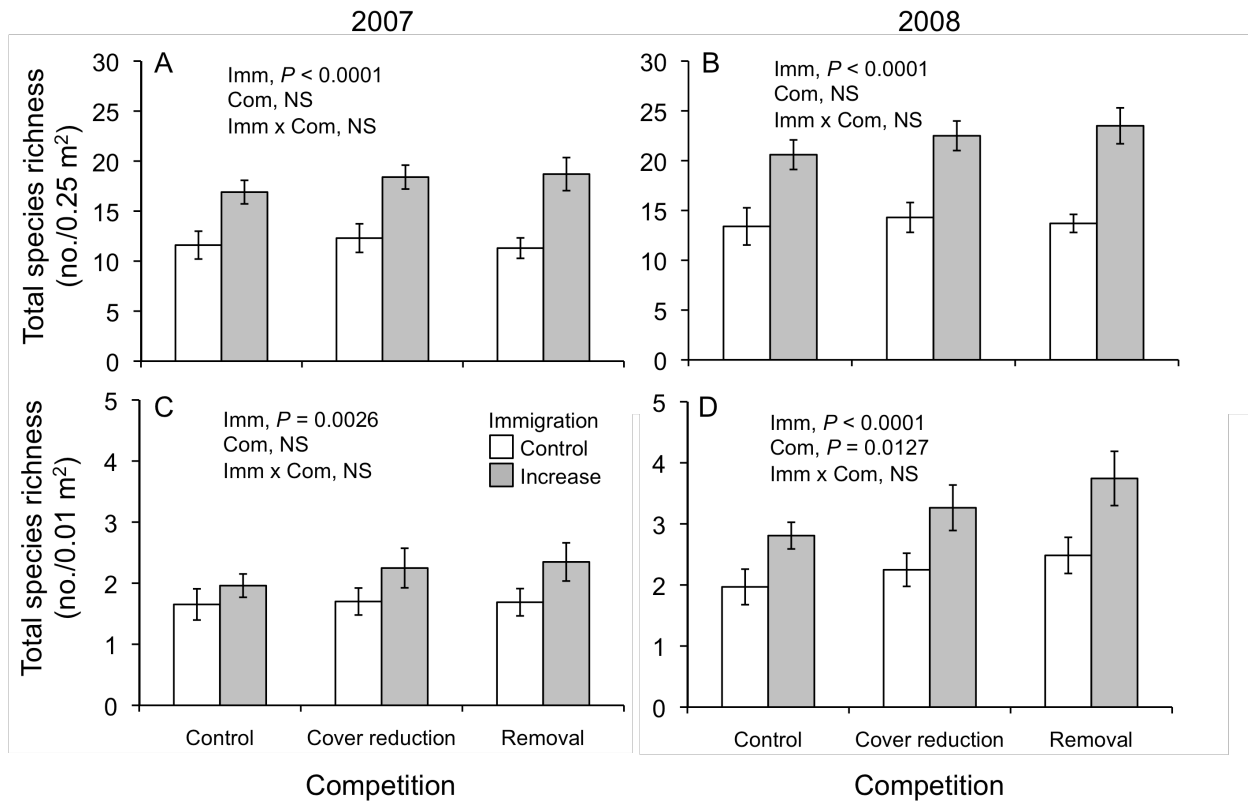 2007
2008
Total species richness
(no./0.25 m²)
30
25
20
15
10
5
0
A
Imm, P < 0.0001
Com, NS
Imm x Com, NS
30
25
20
15
10
5
0
B
Imm, P < 0.0001
Com, NS
Imm x Com, NS
Total species richness
(no./0.01 m²)
5
4
3
2
1
0
C
Imm, P = 0.0026
Com, NS
Imm x Com, NS
Immigration
Control
Increase
Control Cover reduction Removal
Competition
5
4
3
2
1
0
D
Imm, P < 0.0001
Com, P = 0.0127
Imm x Com, NS
Control Cover reduction Removal
Competition